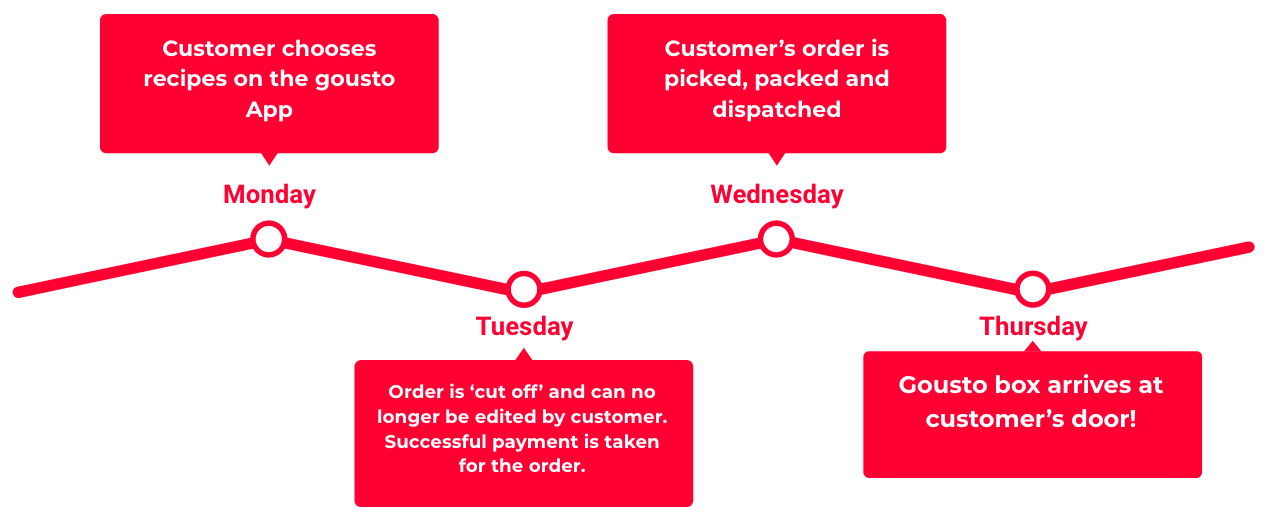 Customer chooses
recipes on the gousto
App
Monday
Order is ‘cut off’ and can no
longer be edited by customer.
Successful payment is taken
for the order.
Tuesday
Customer’s order is
picked, packed and
dispatched
Wednesday
Thursday
Gousto box arrives at
customer’s door!